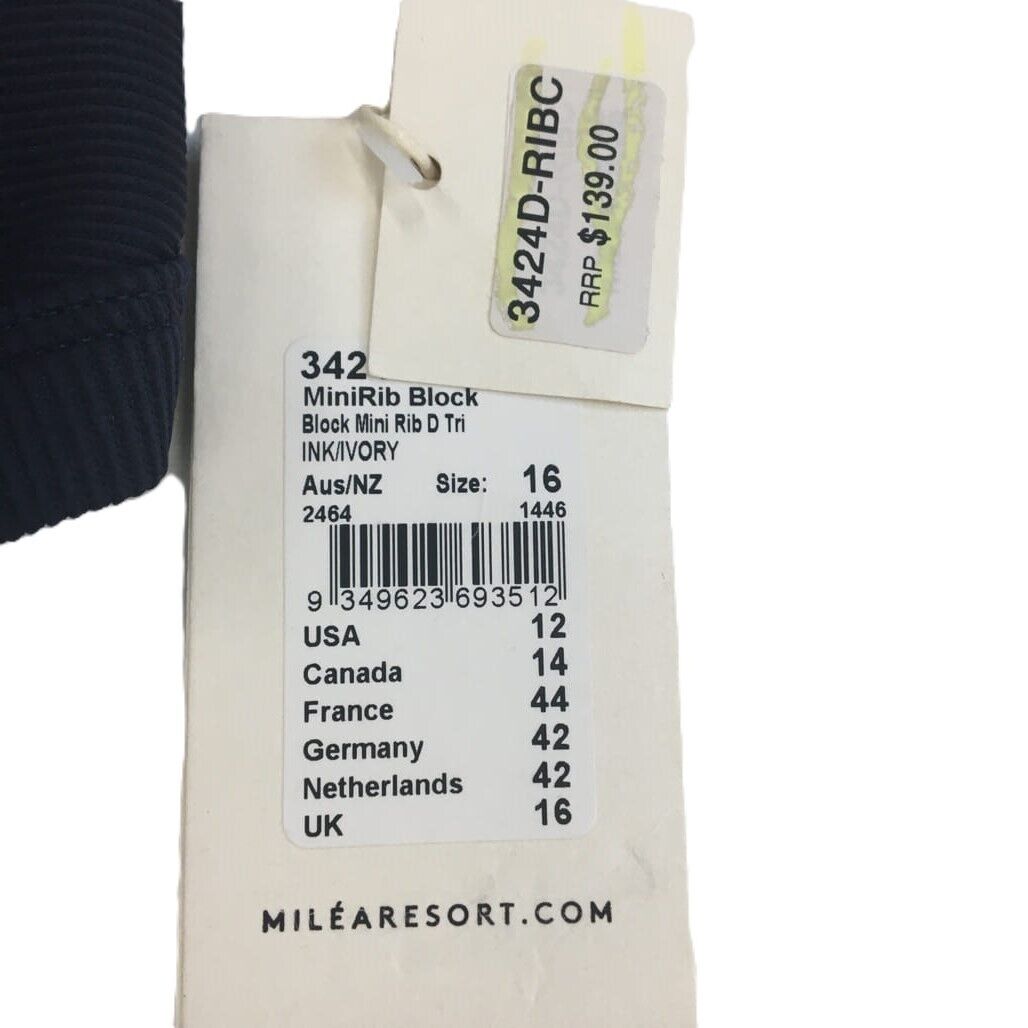 3424D-RIBC
RRP $139.00
342
MiniRib Block
Block Mini Rib D Tri
INK/IVORY
Aus/NZ Size: 16
2464 1446
9 349623 693512
USA 12
Canada 14
France 44
Germany 42
Netherlands 42
UK 16
MILÉARESORT.COM